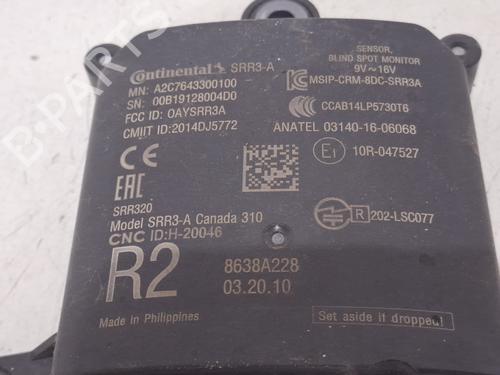 Continental SRR3-A
MN: A2C7643300100
SN: 00B19128004D0
FCC ID: OAYSRR3A
CMIIT ID:2014DJ5772
CE
EAC
SRR320
Model SRR3-A Canada 310
CNC ID:H-20046
R2
Made in Philippines
SENSOR,
BLIND SPOT MONITOR
9V~16V
MSIP-CRM-8DC-SRR3A
CCAB14LP5730T6
ANATEL 03140-16-06068
E1 10R-047527
R 202-LSC077
8638A228
03.20.10
Set aside if dropped!
B-PARTS